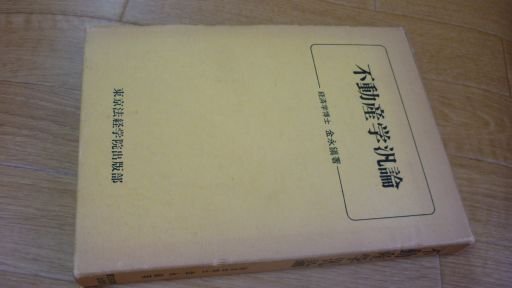 不動産学汎論
経済学博士 金永鎭著
東京法経学院出版部